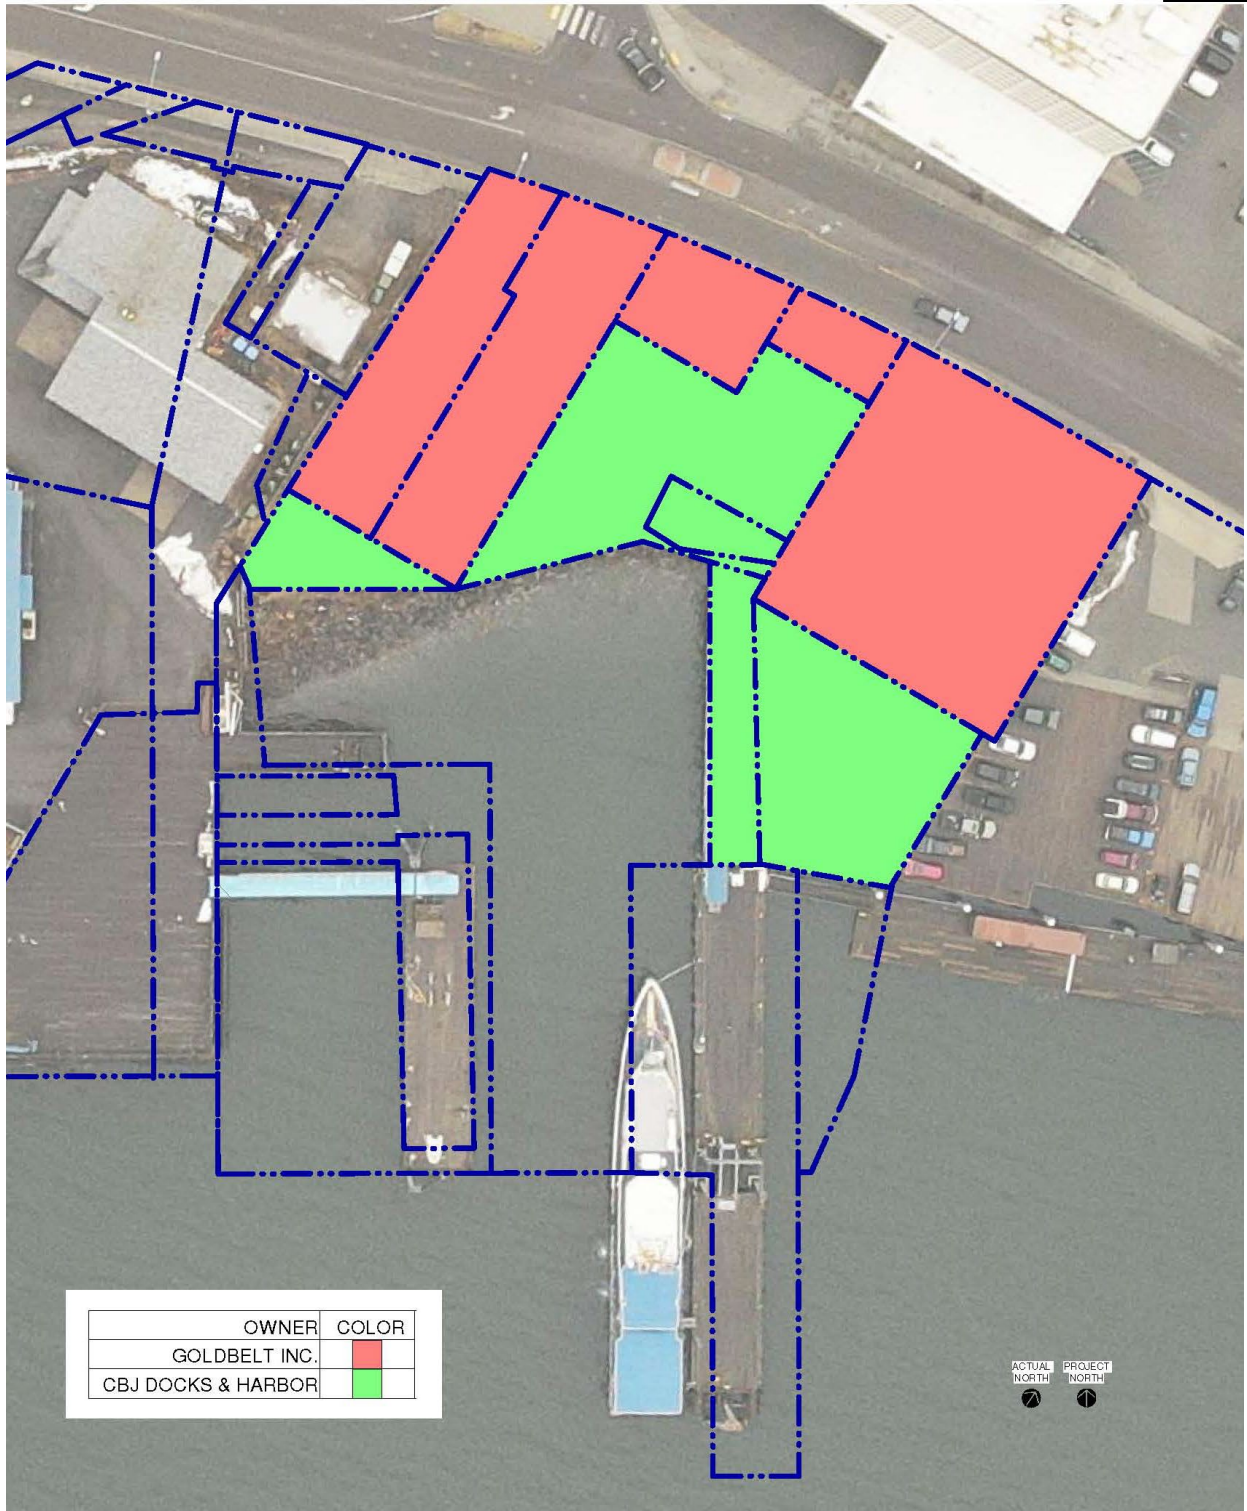 OWNER COLOR
GOLDBELT INC.
CBJ DOCKS & HARBOR
ACTUAL NORTH
PROJECT NORTH